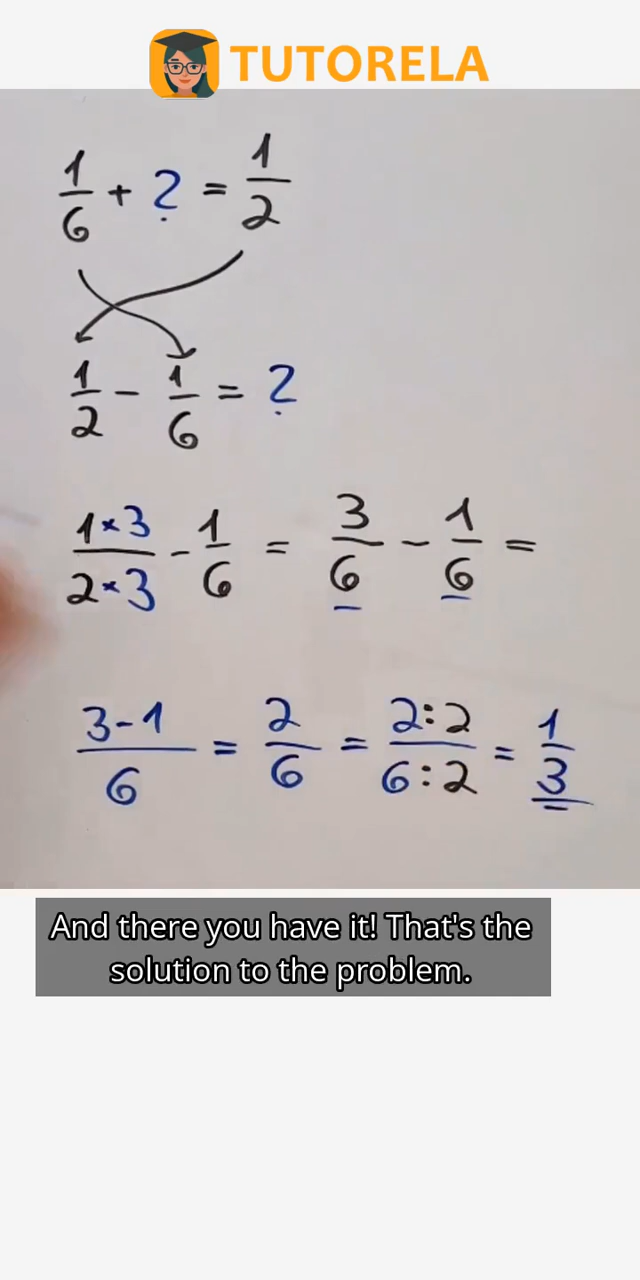 TUTORELA
1/6 + ? = 1/2
1/2 - 1/6 = ?
1×3/2×3 - 1/6 = 3/6 - 1/6 =
3-1/6 = 2/6 = 2:2/6:2 = 1/3
And there you have it! That's the
solution to the problem.